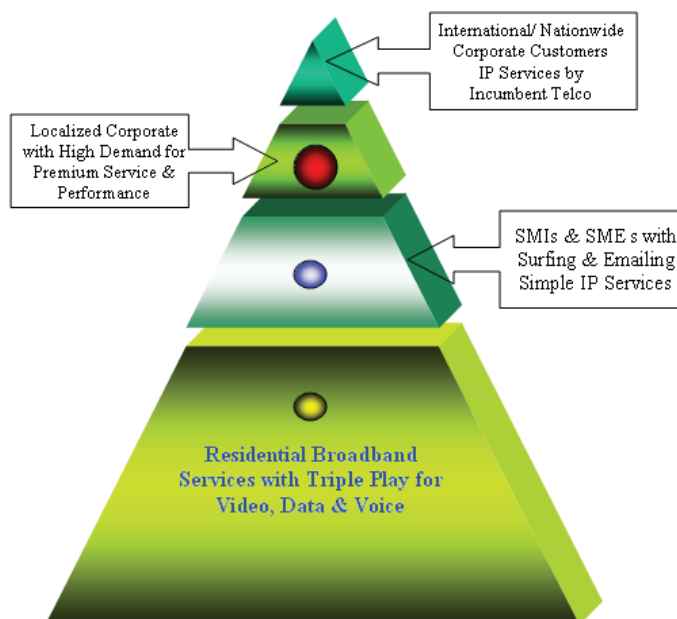 International/ Nationwide
Corporate Customers
IP Services by
Incumbent Telco
Localized Corporate
with High Demand for
Premium Service &
Performance
SMIs & SME s with
Surfing & Emailing
Simple IP Services
Residential Broadband
Services with Triple Play for
Video, Data & Voice